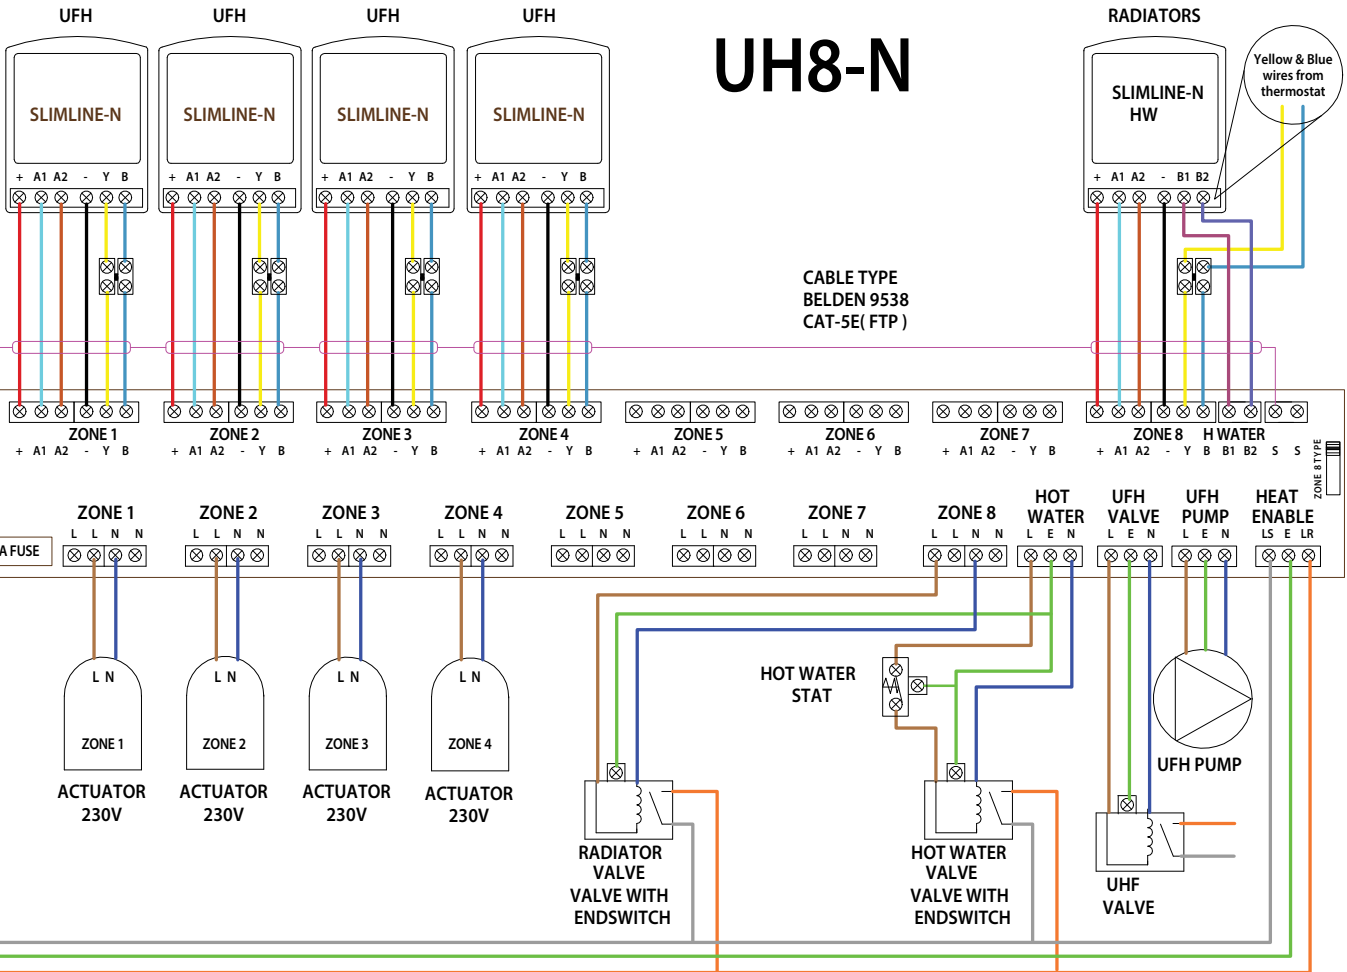 UFH UFH UFH UFH RADIATORS
UH8-N
SLIMLINE-N SLIMLINE-N SLIMLINE-N SLIMLINE-N
SLIMLINE-N
HW
Yellow & Blue
wires from
thermostat
+ A1 A2 - Y B + A1 A2 - Y B + A1 A2 - Y B + A1 A2 - Y B + A1 A2 - B1 B2
CABLE TYPE
BELDEN 9538
CAT-5E( FTP )
ZONE 1 ZONE 2 ZONE 3 ZONE 4 ZONE 5 ZONE 6 ZONE 7 ZONE 8 H WATER
+ A1 A2 - Y B + A1 A2 - Y B + A1 A2 - Y B + A1 A2 - Y B + A1 A2 - Y B + A1 A2 - Y B + A1 A2 - Y B + A1 A2 - Y B B1 B2 S S
ZONE 8 TYPE
ZONE 1 ZONE 2 ZONE 3 ZONE 4 ZONE 5 ZONE 6 ZONE 7 ZONE 8
HOT
WATER
UFH
VALVE
UFH
PUMP
HEAT
ENABLE
L L N N L L N N L L N N L L N N L L N N L L N N L L N N L L N N L E N L E N L E N LS E LR
A FUSE
L N L N L N L N
ZONE 1 ZONE 2 ZONE 3 ZONE 4
ACTUATOR
230V
ACTUATOR
230V
ACTUATOR
230V
ACTUATOR
230V
HOT WATER
STAT
UFH PUMP
RADIATOR
VALVE
VALVE WITH
ENDSWITCH
HOT WATER
VALVE
VALVE WITH
ENDSWITCH
UHF
VALVE